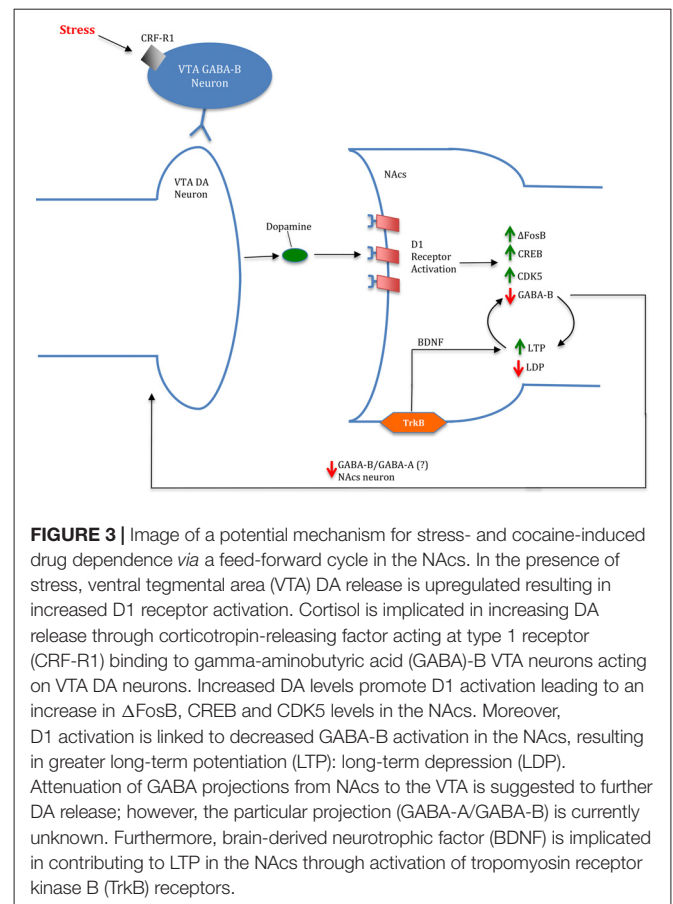 Stress
CRF-R1
VTA GABA-B
Neuron
VTA DA
Neuron
NAcs
Dopamine
D1
Receptor
Activation
ΔFosB
CREB
CDK5
GABA-B
BDNF
LTP
LDP
TrkB
GABA-B/GABA-A (?)
NAcs neuron
FIGURE 3 | Image of a potential mechanism for stress- and cocaine-induced
drug dependence via a feed-forward cycle in the NAcs. In the presence of
stress, ventral tegmental area (VTA) DA release is upregulated resulting in
increased D1 receptor activation. Cortisol is implicated in increasing DA
release through corticotropin-releasing factor acting at type 1 receptor
(CRF-R1) binding to gamma-aminobutyric acid (GABA)-B VTA neurons acting
on VTA DA neurons. Increased DA levels promote D1 activation leading to an
increase in ΔFosB, CREB and CDK5 levels in the NAcs. Moreover,
D1 activation is linked to decreased GABA-B activation in the NAcs, resulting
in greater long-term potentiation (LTP): long-term depression (LDP).
Attenuation of GABA projections from NAcs to the VTA is suggested to further
DA release; however, the particular projection (GABA-A/GABA-B) is currently
unknown. Furthermore, brain-derived neurotrophic factor (BDNF) is implicated
in contributing to LTP in the NAcs through activation of tropomyosin receptor
kinase B (TrkB) receptors.